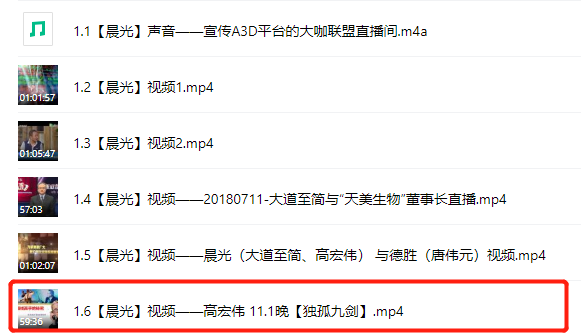 1.1【晨光】声音——宣传A3D平台的大咖联盟直播间.m4a
1.2【晨光】视频1.mp4
01:01:57
1.3【晨光】视频2.mp4
01:05:47
1.4【晨光】视频——20180711-大道至简与“天美生物”董事长直播.mp4
57:03
1.5【晨光】视频——晨光（大道至简、高宏伟） 与德胜（唐伟元）视频.mp4
01:02:07
1.6【晨光】视频——高宏伟 11.1晚【独孤九剑】.mp4
59:36